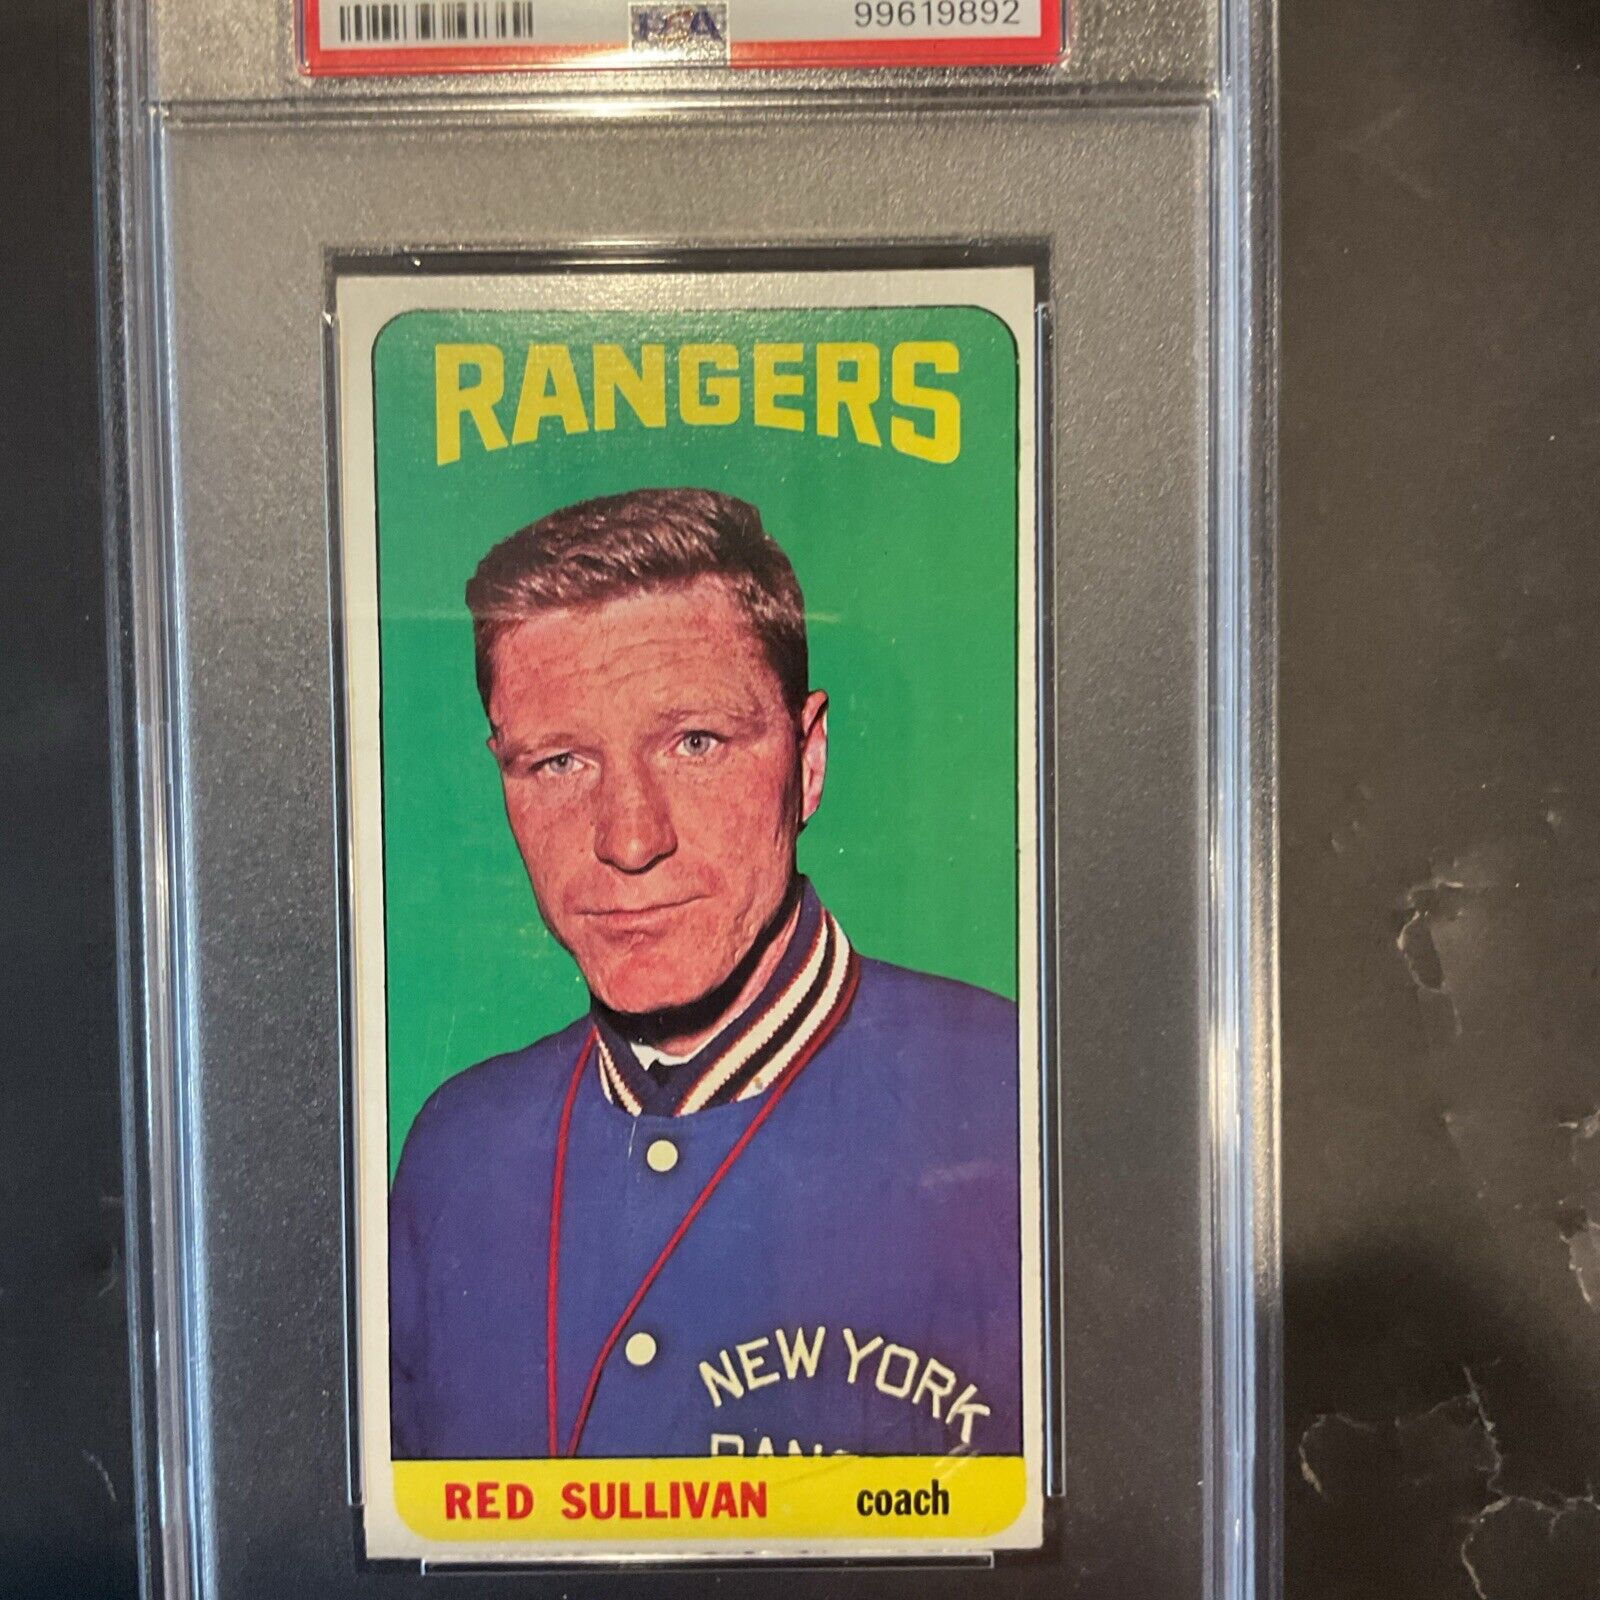 PSA
99619892
RANGERS
NEW YORK
RED SULLIVAN coach